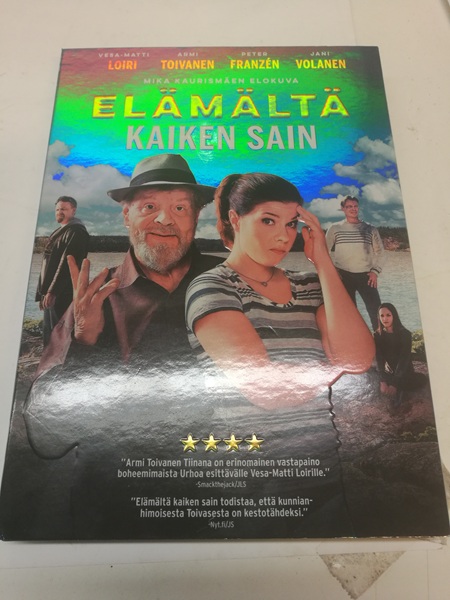 VESA-MATTI ARMI PETER JANI
LOIRI TOIVANEN FRANZÉN VOLANEN
MIKA KAURISMÄEN ELOKUVA
ELÄMÄLTÄ
KAIKEN SAIN
"Armi Toivanen Tiinana on erinomainen vastapaino
boheemimaista Urhoa esittävälle Vesa-Matti Loirille."
-Smackthejack/JLS
"Elämältä kaiken sain todistaa, että kunnian-
himoisesta Toivasesta on kestotähdeksi."
-Nyt.fi/JS